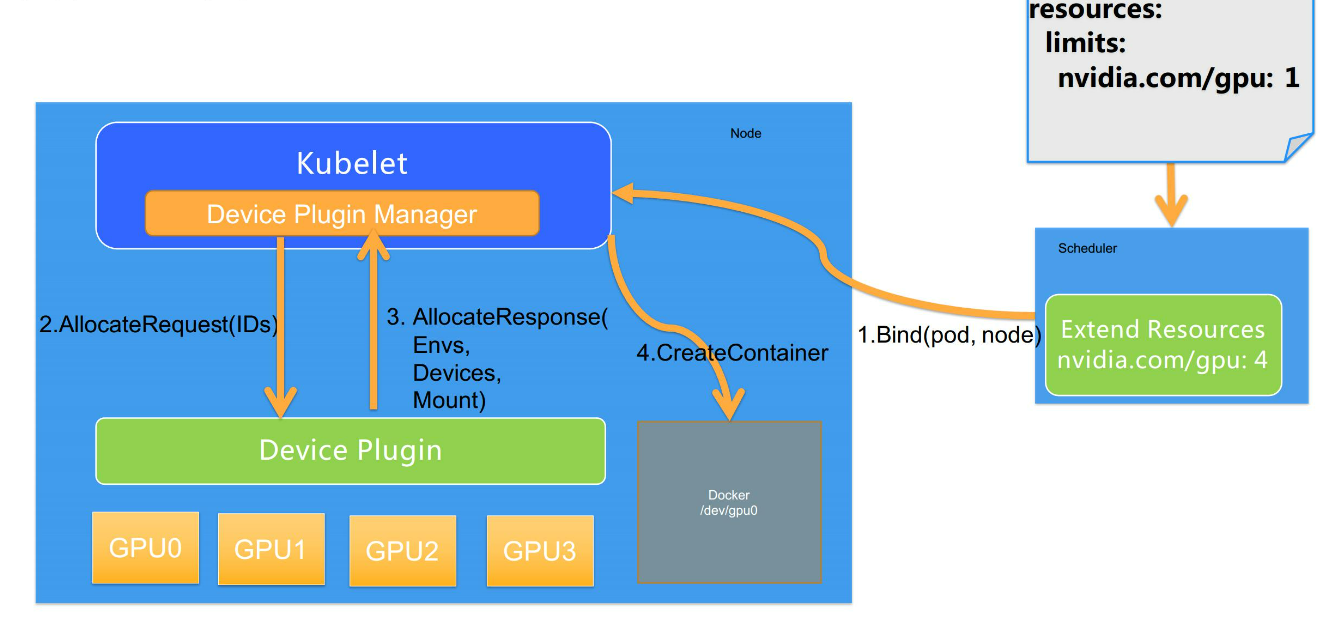 resources:
limits:
nvidia.com/gpu: 1
Node
Kubelet
Device Plugin Manager
Scheduler
2.AllocateRequest(IDs)
3. AllocateResponse(
Envs,
Devices,
Mount)
4.CreateContainer
1.Bind(pod, node)
Extend Resources
nvidia.com/gpu: 4
Device Plugin
Docker
/dev/gpu0
GPU0
GPU1
GPU2
GPU3